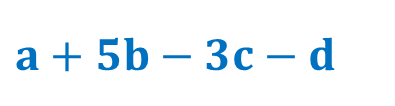 a + 5b − 3c − d